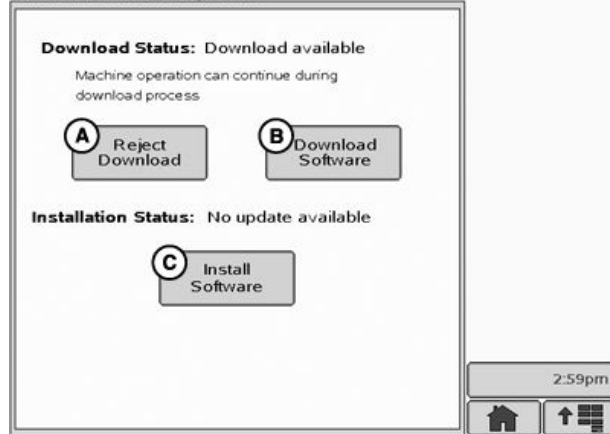 Download Status: Download available
Machine operation can continue during
download process
A
Reject
Download
B
Download
Software
Installation Status: No update available
C
Install
Software
2:59pm